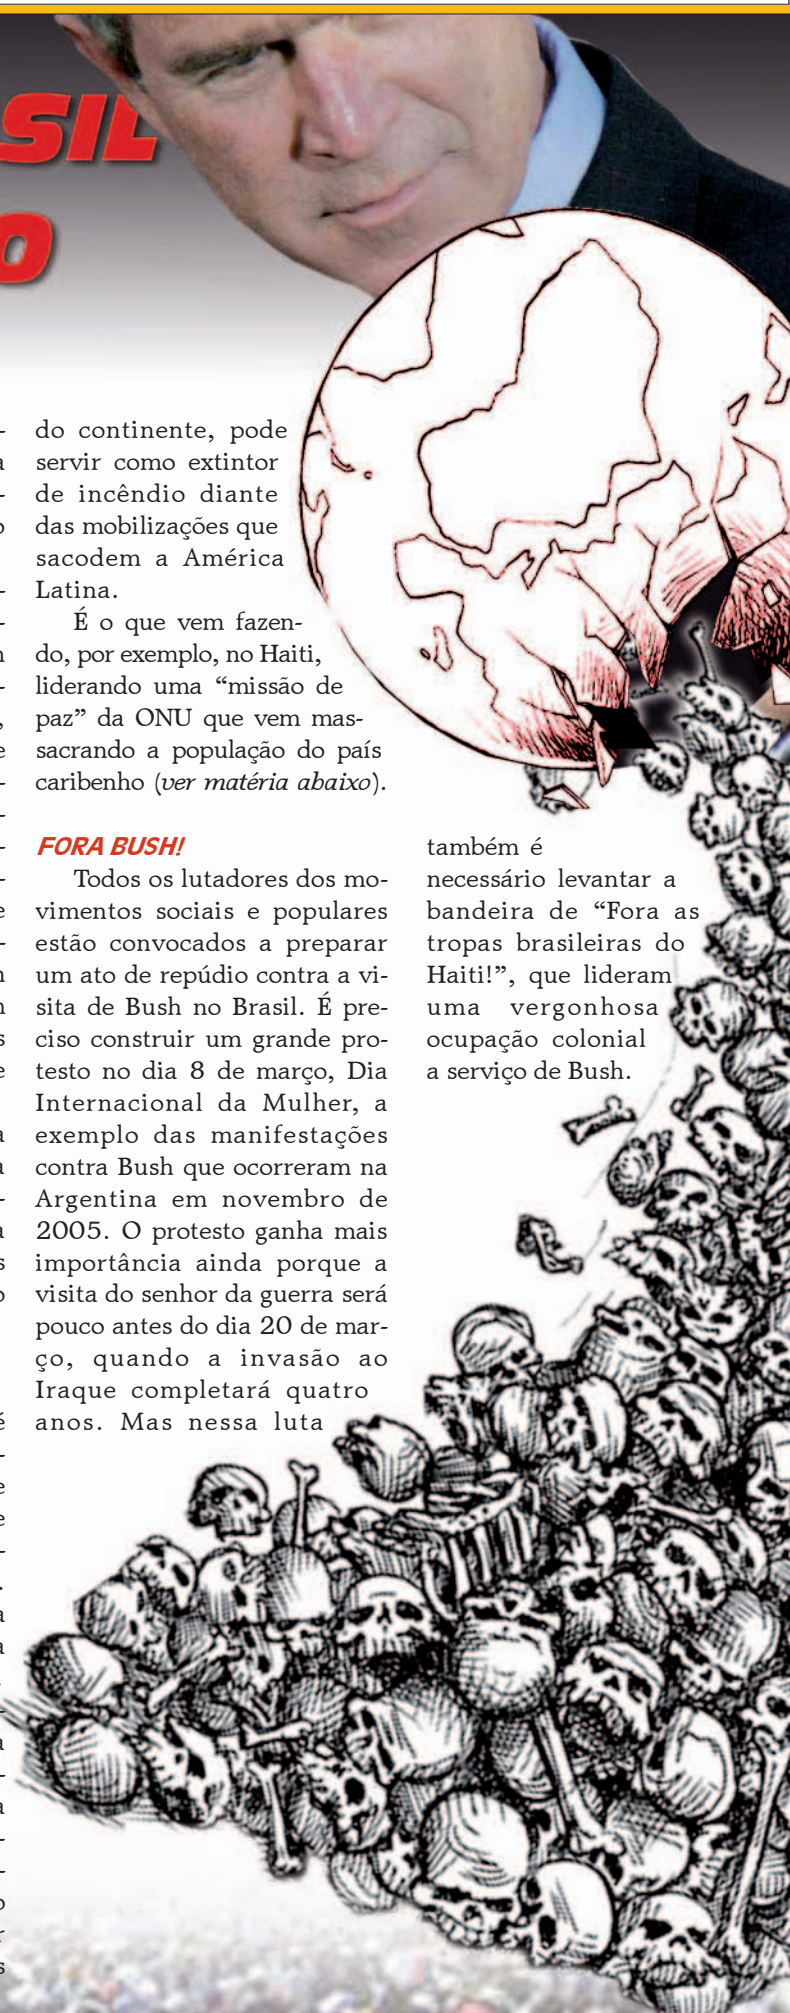 SIL
O
do continente, pode
servir como extintor
de incêndio diante
das mobilizações que
sacodem a América
Latina.
É o que vem fazen-
do, por exemplo, no Haiti,
liderando uma “missão de
paz” da ONU que vem mas-
sacrando a população do país
caribenho (ver matéria abaixo).
FORA BUSH!
Todos os lutadores dos mo-
vimentos sociais e populares
estão convocados a preparar
um ato de repúdio contra a vi-
sita de Bush no Brasil. É pre-
ciso construir um grande pro-
testo no dia 8 de março, Dia
Internacional da Mulher, a
exemplo das manifestações
contra Bush que ocorreram na
Argentina em novembro de
2005. O protesto ganha mais
importância ainda porque a
visita do senhor da guerra será
pouco antes do dia 20 de mar-
ço, quando a invasão ao
Iraque completará quatro
anos. Mas nessa luta
também é
necessário levantar a
bandeira de “Fora as
tropas brasileiras do
Haiti!”, que lideram
uma vergonhosa
ocupação colonial
a serviço de Bush.